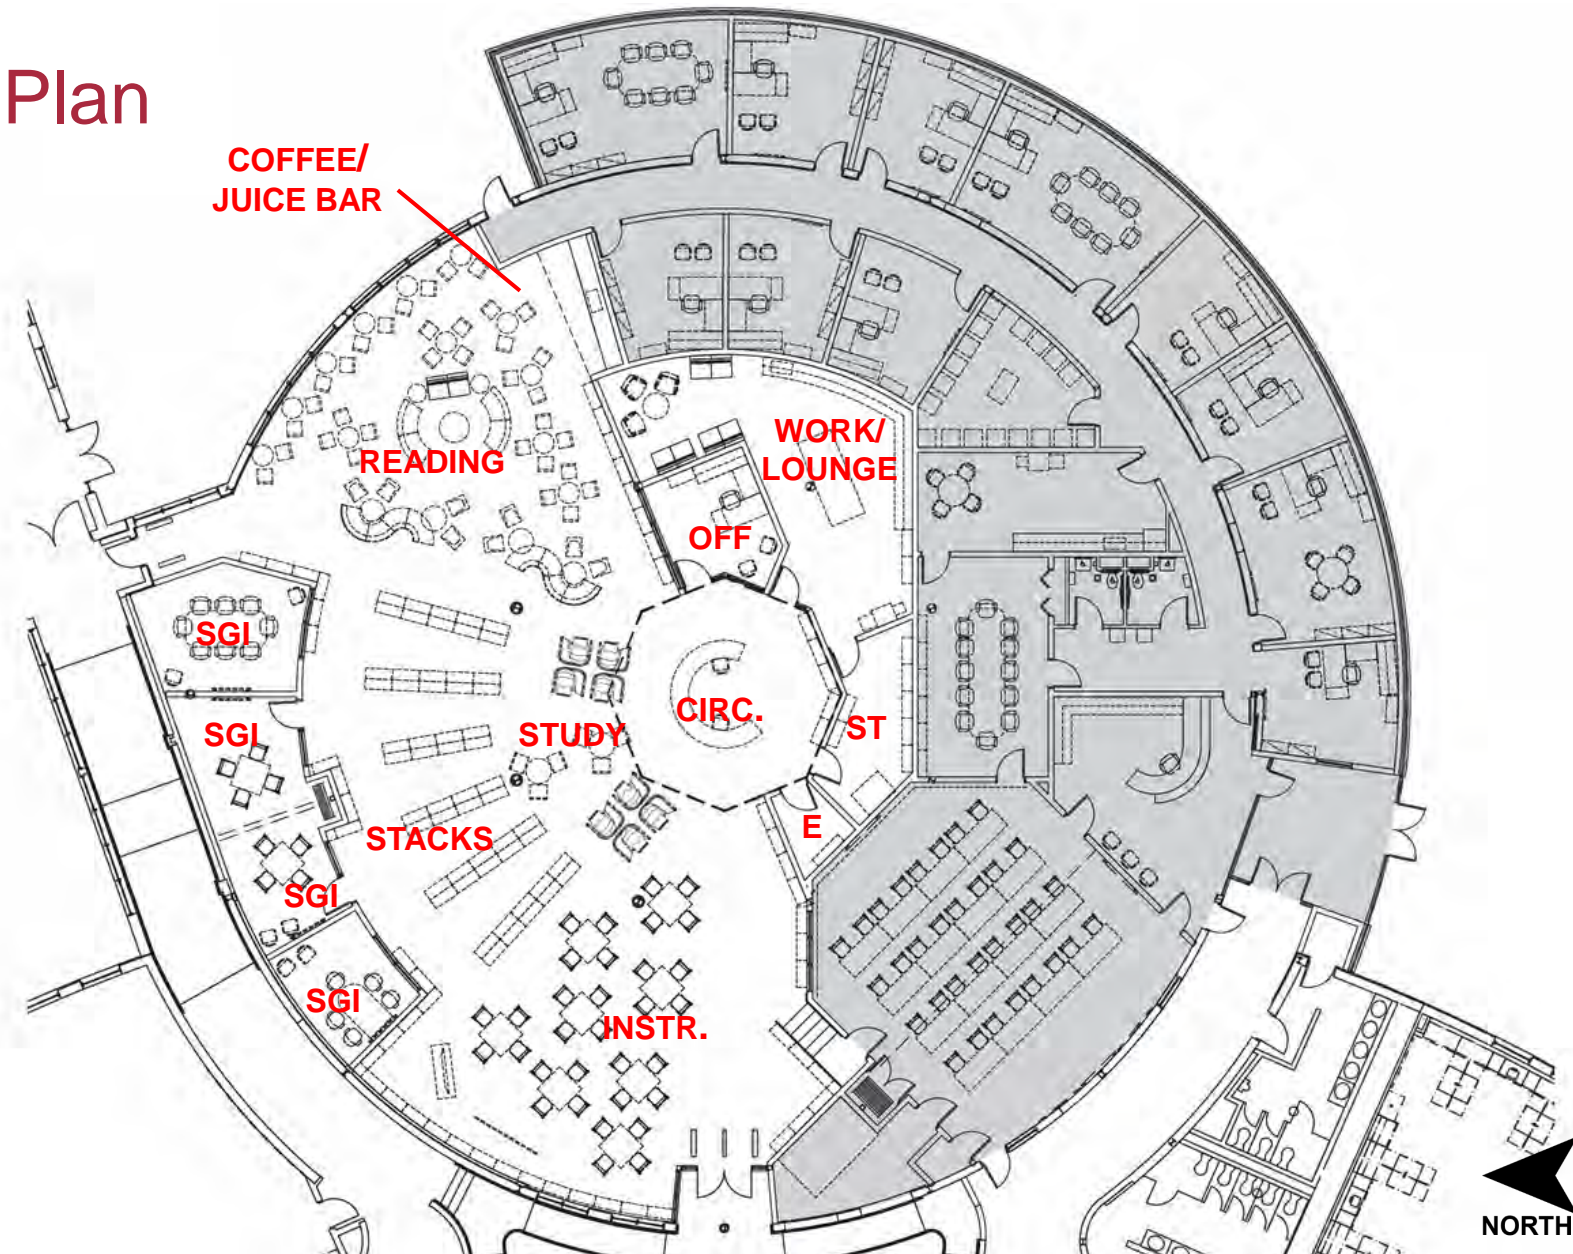 Plan
COFFEE/
JUICE BAR
WORK/
LOUNGE
READING
OFF
SGI
CIRC.
ST
SGI
STUDY
E
STACKS
SGI
SGI
INSTR.
NORTH